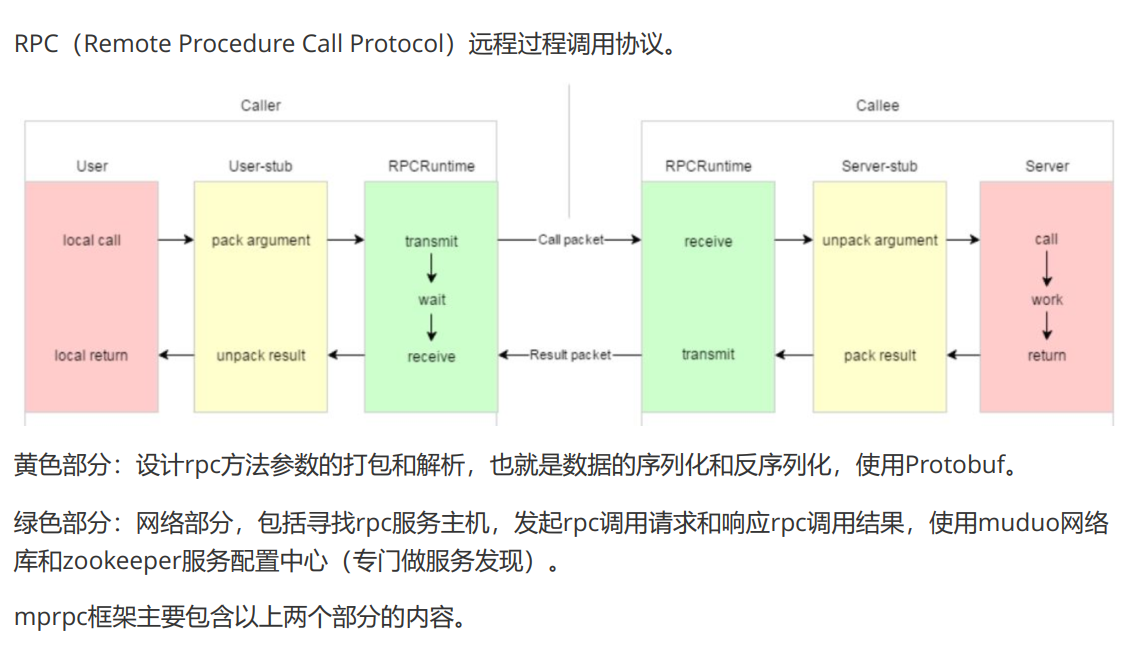 RPC（Remote Procedure Call Protocol）远程过程调用协议。
Caller Callee
User User-stub RPCRuntime RPCRuntime Server-stub Server
local call pack argument transmit Call packet receive unpack argument call
wait work
local return unpack result receive Result packet transmit pack result return
黄色部分：设计rpc方法参数的打包和解析，也就是数据的序列化和反序列化，使用Protobuf。
绿色部分：网络部分，包括寻找rpc服务主机，发起rpc调用请求和响应rpc调用结果，使用muduo网络
库和zookeeper服务配置中心（专门做服务发现）。
mprpc框架主要包含以上两个部分的内容。